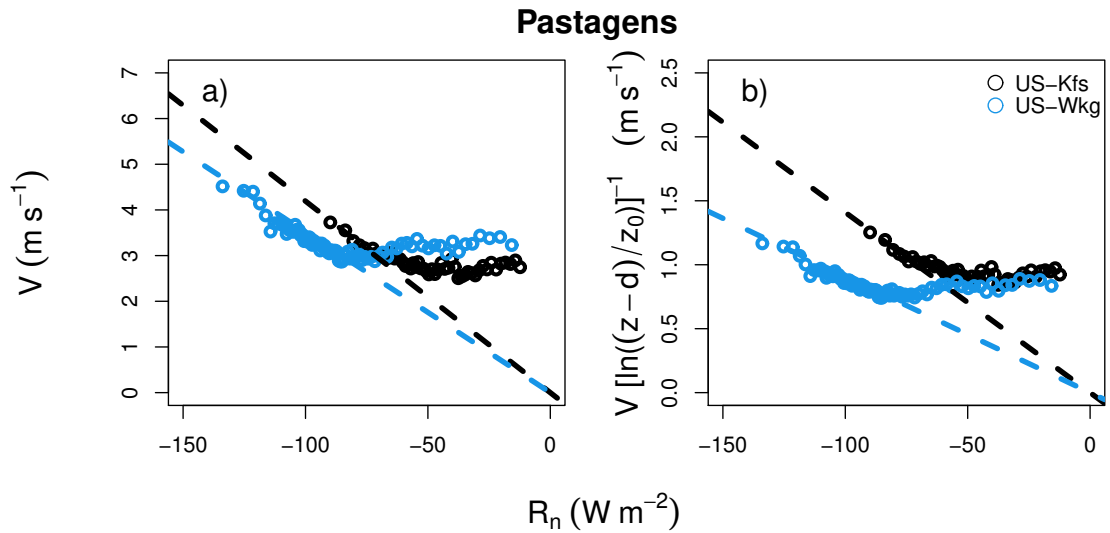 Pastagens
a)
V (m s⁻¹)
7
6
5
4
3
2
1
0
−150
−100
−50
0
b)
US−Kfs
US−Wkg
V [ln((z − d) / z₀)]⁻¹ (m s⁻¹)
2.5
2.0
1.5
1.0
0.5
0.0
−150
−100
−50
0
Rₙ (W m⁻²)